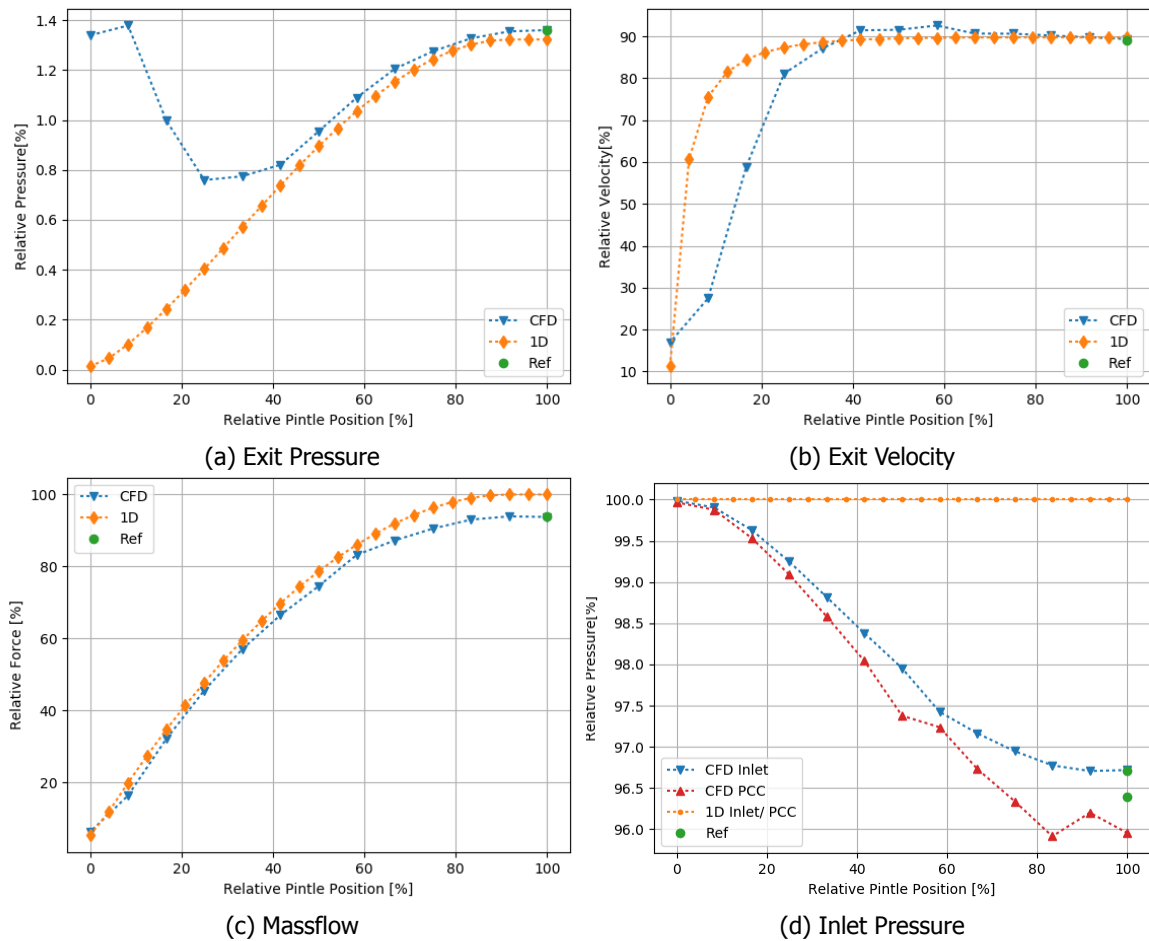 1.4
1.2
1.0
0.8
0.6
0.4
0.2
0.0
Relative Pressure[%]
CFD
1D
Ref
0 20 40 60 80 100
Relative Pintle Position [%]
(a) Exit Pressure
90
80
70
60
50
40
30
20
10
Relative Velocity[%]
CFD
1D
Ref
0 20 40 60 80 100
Relative Pintle Position [%]
(b) Exit Velocity
100
80
60
40
20
Relative Force [%]
CFD
1D
Ref
0 20 40 60 80 100
Relative Pintle Position [%]
(c) Massflow
100.0
99.5
99.0
98.5
98.0
97.5
97.0
96.5
96.0
Relative Pressure[%]
CFD Inlet
CFD PCC
1D Inlet/ PCC
Ref
0 20 40 60 80 100
Relative Pintle Position [%]
(d) Inlet Pressure